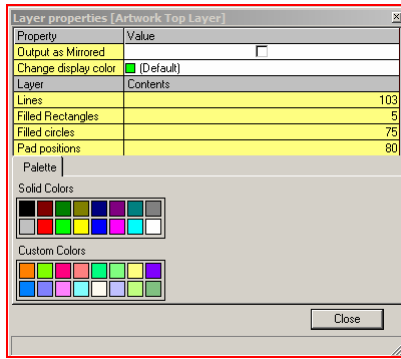 Layer properties [Artwork Top Layer]
Property Value
Output as Mirrored
Change display color (Default)
Layer Contents
Lines 103
Filled Rectangles 5
Filled circles 75
Pad positions 80
Palette
Solid Colors
Custom Colors
Close